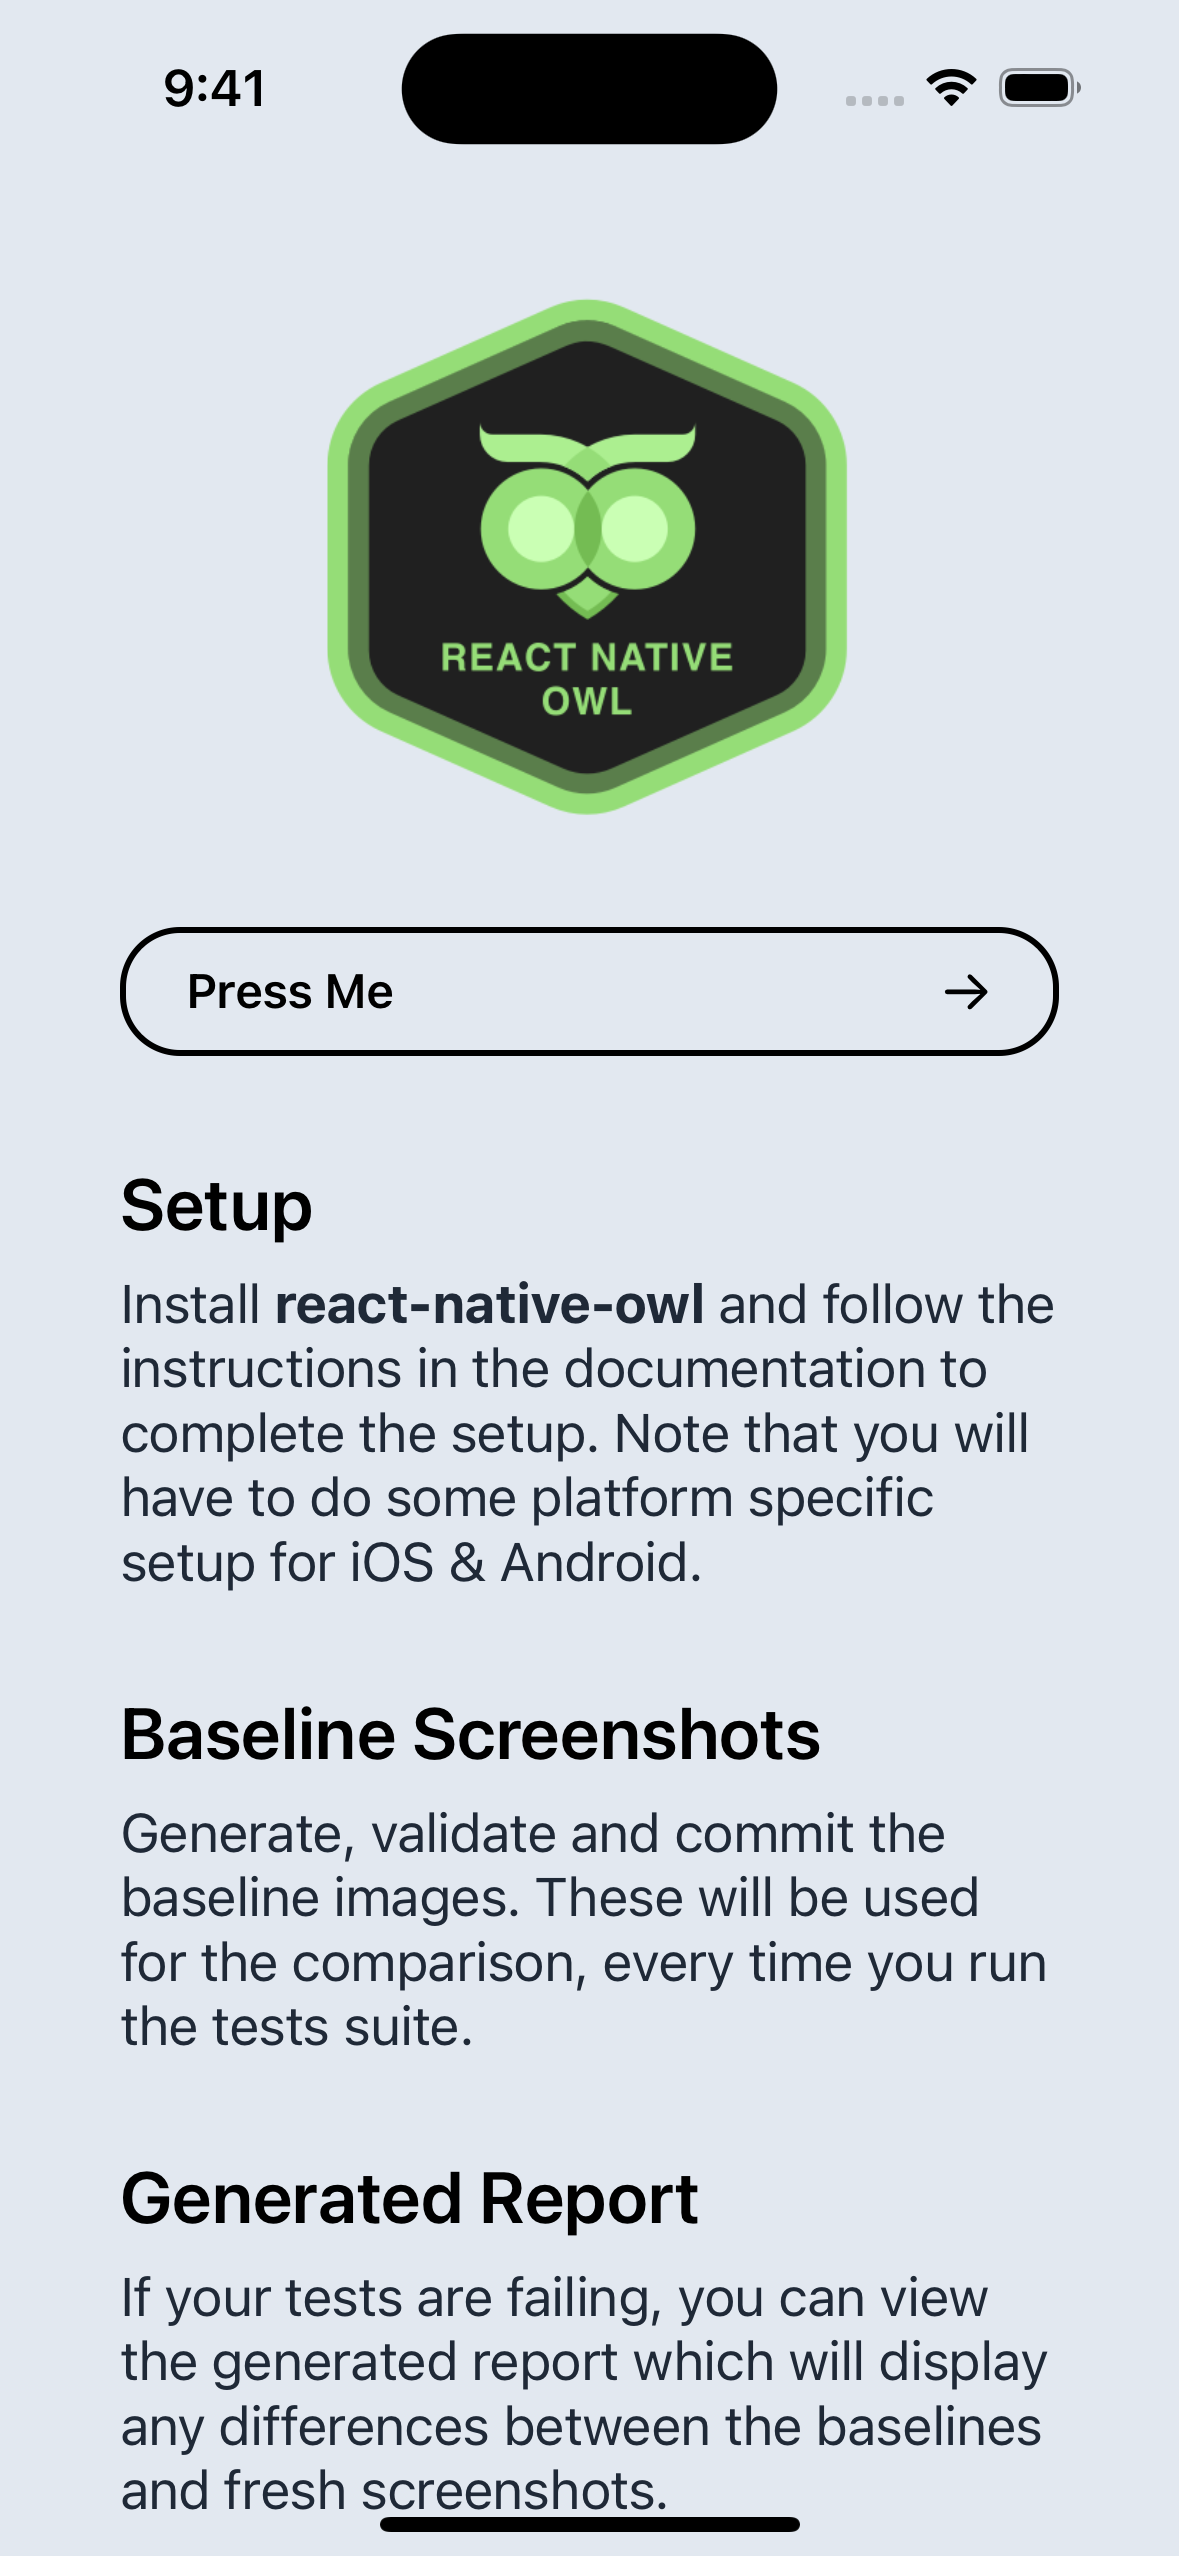 9:41
REACT NATIVE
OWL
Press Me
Setup
Install react-native-owl and follow the
instructions in the documentation to
complete the setup. Note that you will
have to do some platform specific
setup for iOS & Android.
Baseline Screenshots
Generate, validate and commit the
baseline images. These will be used
for the comparison, every time you run
the tests suite.
Generated Report
If your tests are failing, you can view
the generated report which will display
any differences between the baselines
and fresh screenshots.